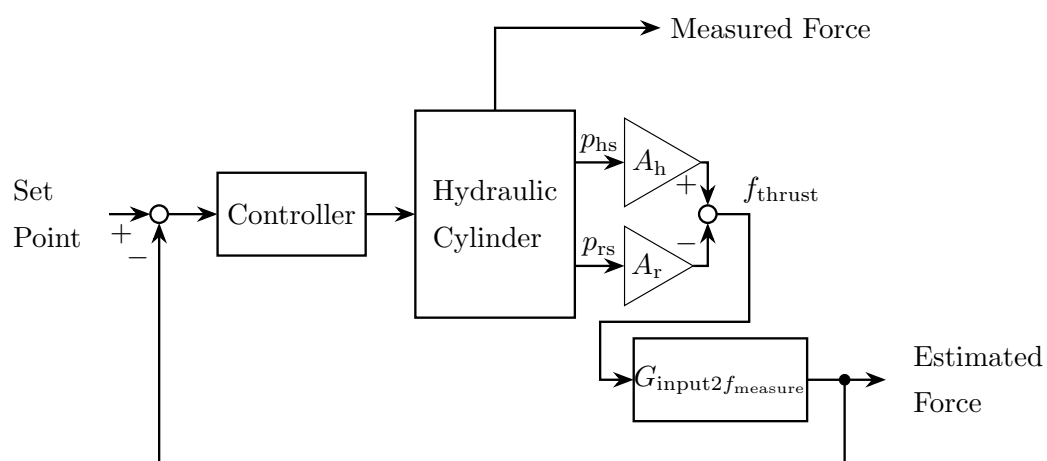 Measured Force
Set
Point
+
−
Controller
Hydraulic
Cylinder
p_hs
A_h
+
p_rs
A_r
−
f_thrust
G_input2f_measure
Estimated
Force